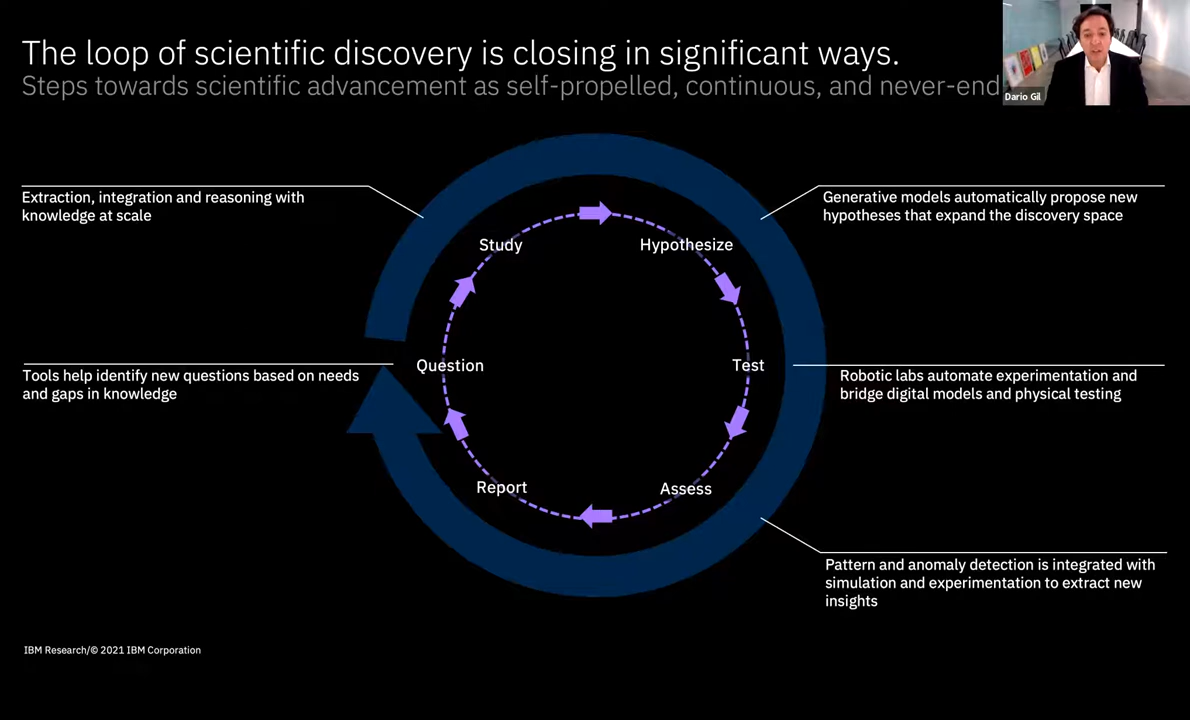 The loop of scientific discovery is closing in significant ways.
Steps towards scientific advancement as self-propelled, continuous, and never-end
Dario Gil
Extraction, integration and reasoning with
knowledge at scale
Generative models automatically propose new
hypotheses that expand the discovery space
Study
Hypothesize
Question
Test
Tools help identify new questions based on needs
and gaps in knowledge
Robotic labs automate experimentation and
bridge digital models and physical testing
Report
Assess
Pattern and anomaly detection is integrated with
simulation and experimentation to extract new
insights
IBM Research/© 2021 IBM Corporation